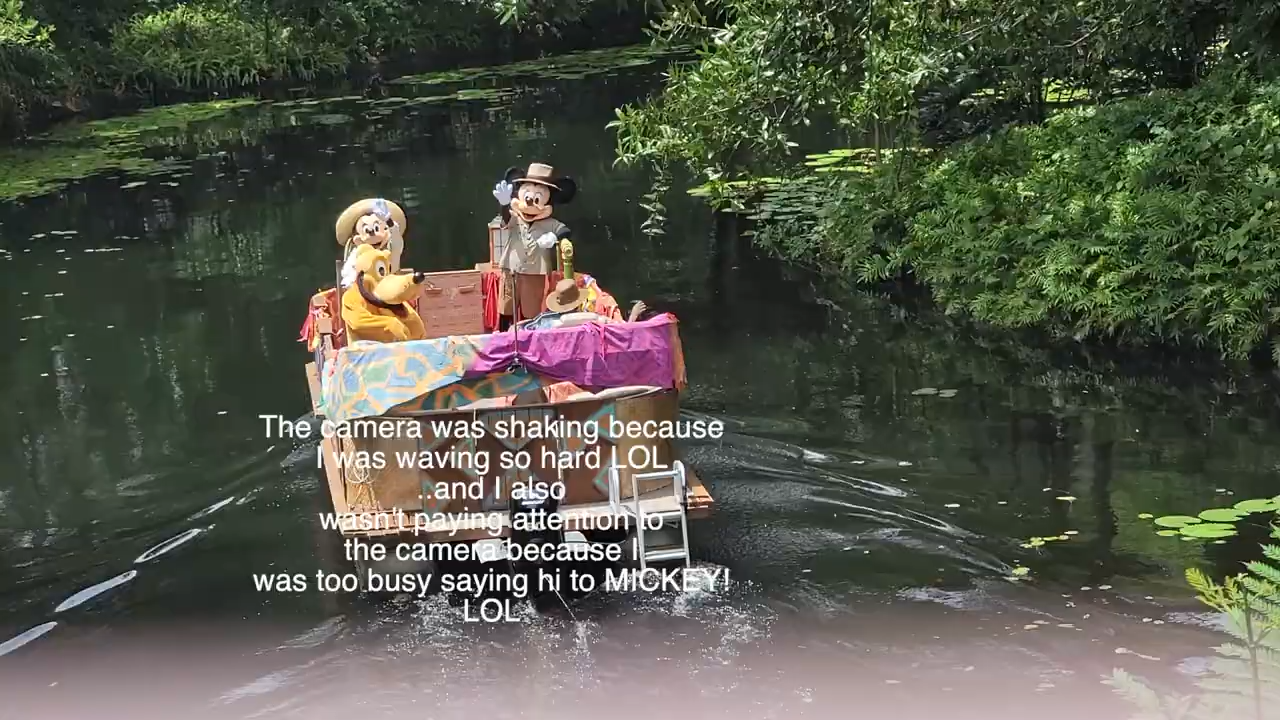 The camera was shaking because
I was waving so hard LOL
..and I also
wasn't paying attention to
the camera because I
was too busy saying hi to MICKEY!
LOL